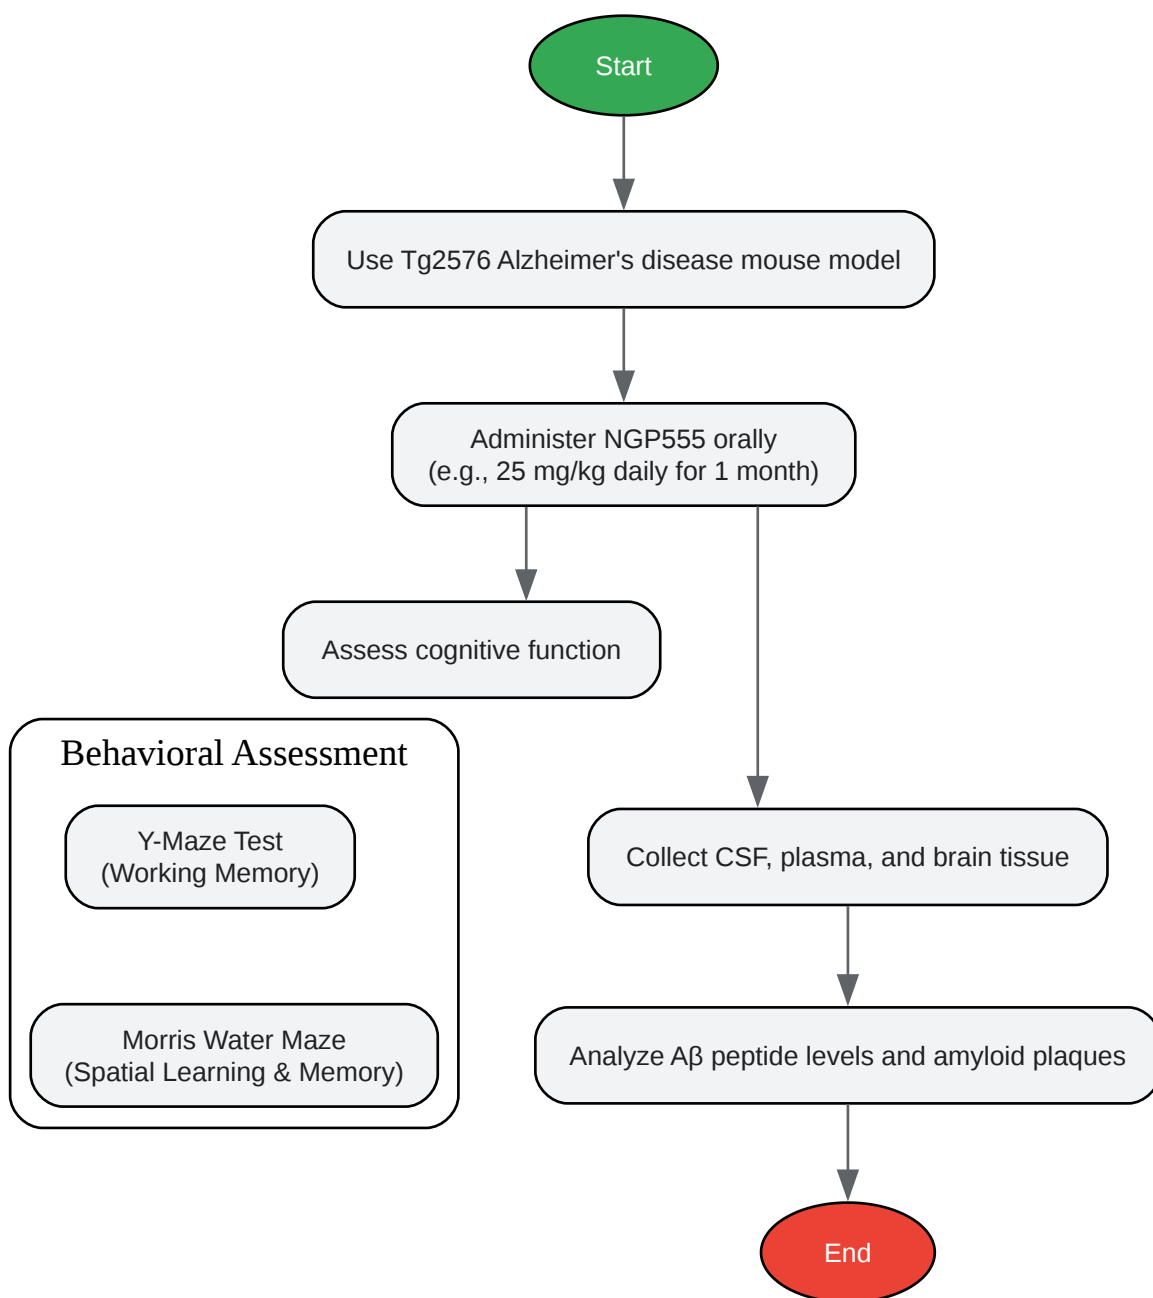 Start
Use Tg2576 Alzheimer's disease mouse model
Administer NGP555 orally
(e.g., 25 mg/kg daily for 1 month)
Assess cognitive function
Behavioral Assessment
Y-Maze Test
(Working Memory)
Morris Water Maze
(Spatial Learning & Memory)
Collect CSF, plasma, and brain tissue
Analyze Aβ peptide levels and amyloid plaques
End